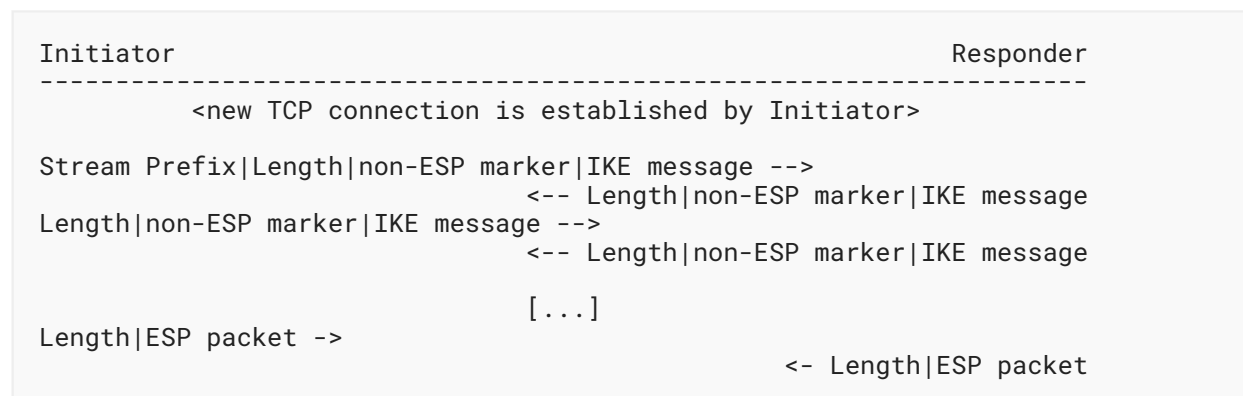 Initiator                                                   Responder
---------------------------------------------------------------------
          <new TCP connection is established by Initiator>
Stream Prefix|Length|non-ESP marker|IKE message -->
                                <-- Length|non-ESP marker|IKE message
Length|non-ESP marker|IKE message -->
                                <-- Length|non-ESP marker|IKE message
                                [...]
Length|ESP packet ->
                                                 <- Length|ESP packet